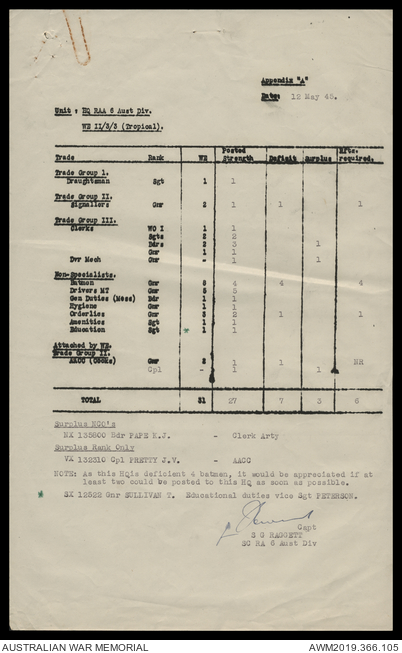 Appendix "A"
Date: 12 May 45.
Unit : HQ RAA 6 Aust Div.
WE II/3/3 (Tropical).
Trade Rank WE Posted Strength Deficit Surplus Rfts. required.
Trade Group I.
Draughtsman Sgt 1 1
Trade Group II.
Signallers Gnr 2 1 1 1
Trade Group III.
Clerks WO I 1 1
Sgts 2 2
Bdrs 2 3 1
Gnr 1 1
Dvr Mech Gnr - 1 1
Non-Specialists.
Batmen Gnr 8 4 4 4
Drivers MT Gnr 5 5
Gen Duties (Mess) Bdr 1 1
Hygiene Gnr 1 1
Orderlies Gnr 3 2 1 1
Amenities Sgt 1 1
Education Sgt * 1 1
Attached by WE.
Trade Group II.
AACC (Cooks) Gnr 1 1 NR
Cpl - 1 1
TOTAL 31 27 7 3 6
Surplus NCO's
NX 135800 Bdr PAPE N.J. - Clerk Arty
Surplus Rank Only
VX 132310 Cpl PRETTY J.V. - AACC
NOTE: As this HQ is deficient 4 batmen, it would be appreciated if at
least two could be posted to this HQ as soon as possible.
* SX 12522 Gnr SULLIVAN T. Educational duties vice Sgt PETERSON.
Capt
S G RAGGETT
SC RA 6 Aust Div
AUSTRALIAN WAR MEMORIAL AWM2019.366.105